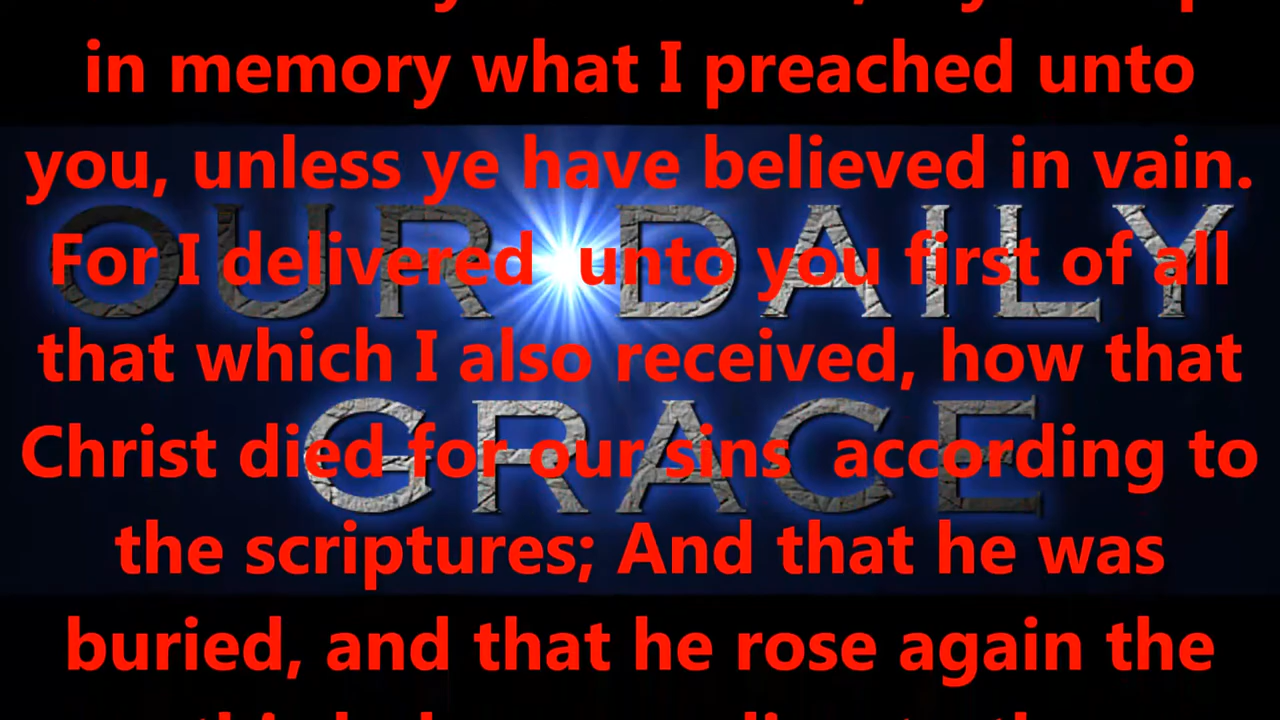 in memory what I preached unto
you, unless ye have believed in vain.
OUR DAILY
For I delivered unto you first of all
that which I also received, how that
GRACE
Christ died for our sins according to
the scriptures; And that he was
buried, and that he rose again the